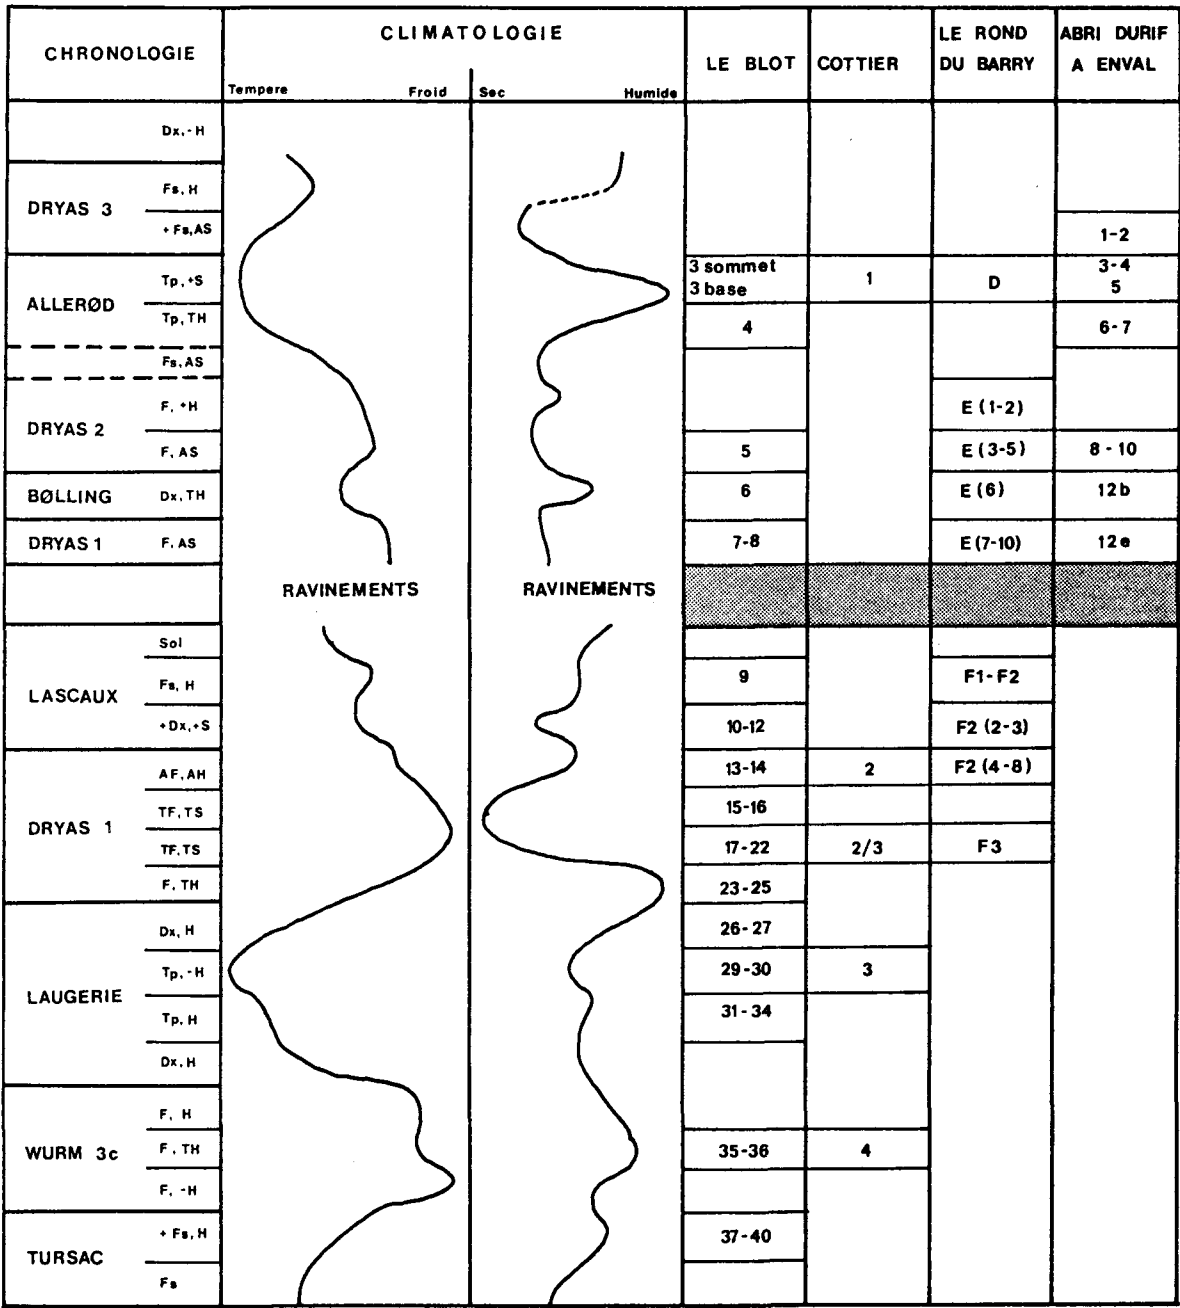 CHRONOLOGIE
CLIMATOLOGIE
Tempere Froid Sec Humide
LE BLOT
COTTIER
LE ROND
DU BARRY
ABRI DURIF
A ENVAL
Dx,-H
DRYAS 3
Fs, H
+ Fs,AS 1-2
ALLERØD
Tp,+S 3 sommet 1 D 3-4
3 base 5
Tp,TH 4 6-7
Fs,AS
DRYAS 2
F, +H E (1-2)
F, AS 5 E (3-5) 8 - 10
BØLLING Dx,TH 6 E (6) 12b
DRYAS 1 F. AS 7-8 E (7-10) 12e
RAVINEMENTS RAVINEMENTS
LASCAUX
Sol
Fs, H 9 F1-F2
+Dx,+S 10-12 F2 (2-3)
DRYAS 1
AF, AH 13-14 2 F2 (4-8)
TF, TS 15-16
TF,TS 17-22 2/3 F3
F. TH 23-25
LAUGERIE
Dx, H 26-27
Tp,-H 29-30 3
Tp, H 31-34
Dx, H
WURM 3c
F, H
F, TH 35-36 4
F, -H
TURSAC
+ Fs, H 37-40
Fs